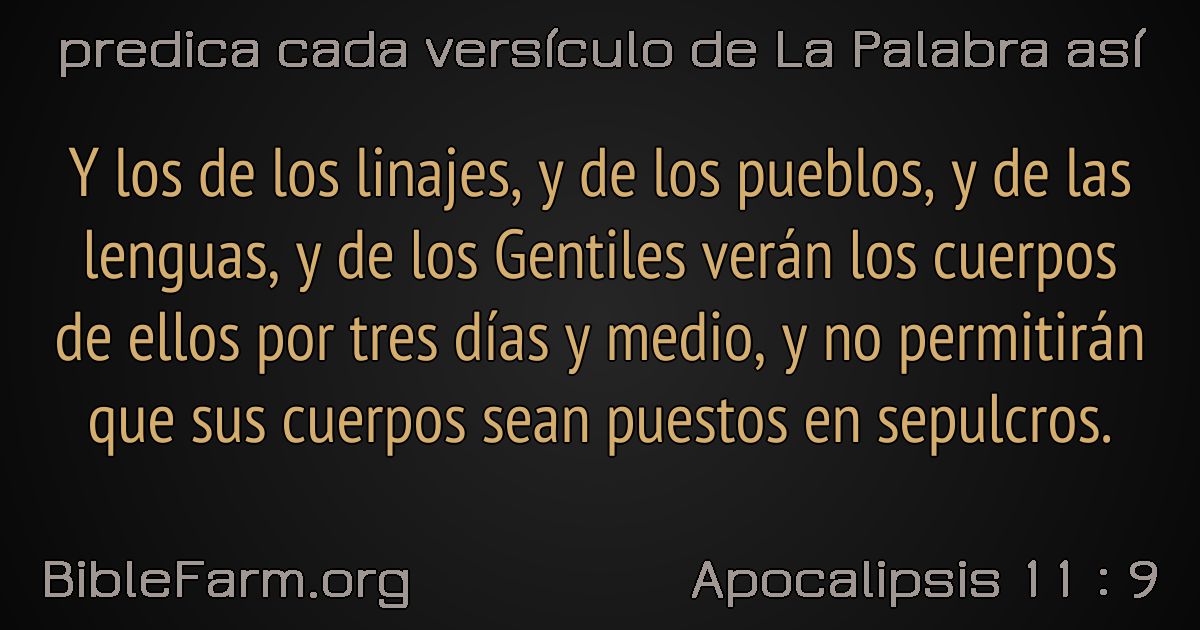 predica cada versículo de La Palabra así
Y los de los linajes, y de los pueblos, y de las
lenguas, y de los Gentiles verán los cuerpos
de ellos por tres días y medio, y no permitirán
que sus cuerpos sean puestos en sepulcros.
BibleFarm.org
Apocalipsis 11 : 9